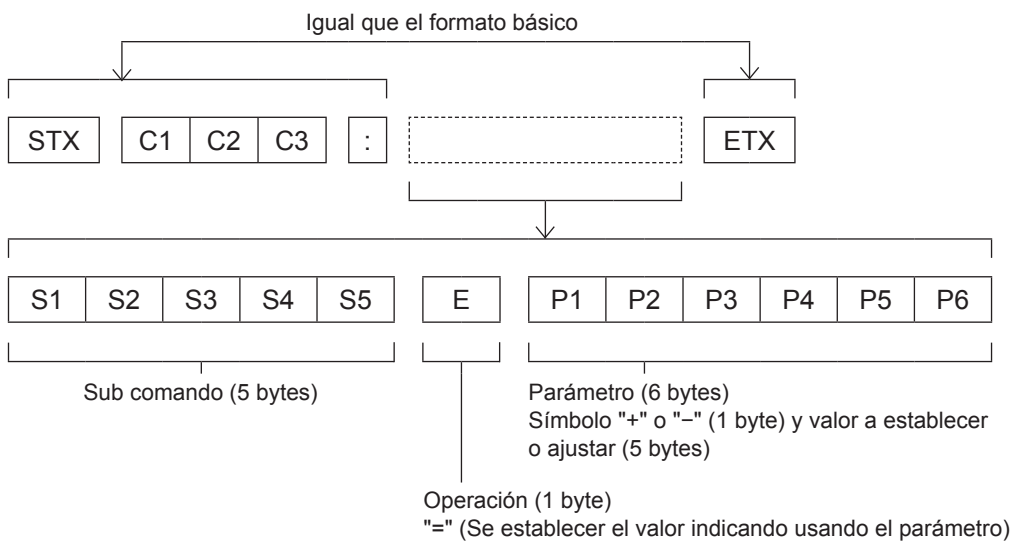 Igual que el formato básico
STX C1 C2 C3 : ETX
S1 S2 S3 S4 S5 E P1 P2 P3 P4 P5 P6
Sub comando (5 bytes)
Parámetro (6 bytes)
Símbolo "+" o "−" (1 byte) y valor a establecer
o ajustar (5 bytes)
Operación (1 byte)
"=" (Se establecer el valor indicando usando el parámetro)